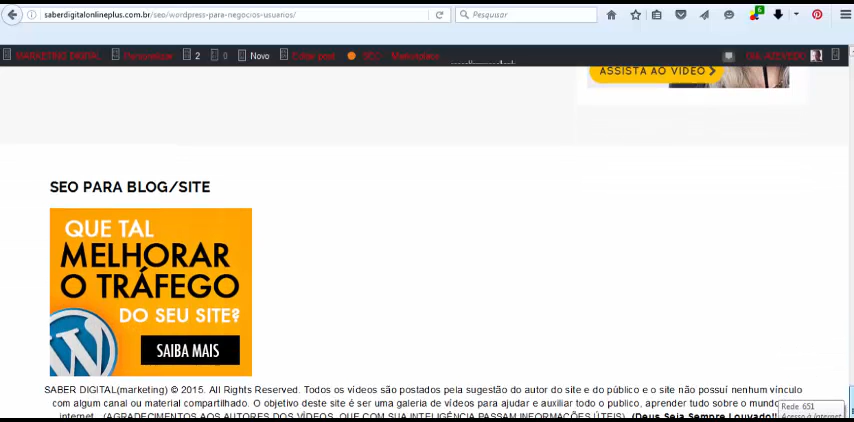 saberdigitalonlineplus.com.br/seo/wordpress-para-negocios-usuarios/
Pesquisar
6
MARKETING DIGITAL Personalizar 2 0 Novo Editar post SEO Olá, AZEVEDO
ASSISTA AO VÍDEO
SEO PARA BLOG/SITE
QUE TAL
MELHORAR
O TRÁFEGO
DO SEU SITE?
SAIBA MAIS
SABER DIGITAL(marketing) © 2015. All Rights Reserved. Todos os vídeos são postados pela sugestão do autor do site e do público e o site não possuí nenhum vínculo
com algum canal ou material compartilhado. O objetivo deste site é ser uma galeria de vídeos para ajudar e auxiliar todo o publico, aprender tudo sobre o mundo
internet. (AGRADECIMENTOS AOS AUTORES DOS VÍDEOS, QUE COM SUA INTELIGÊNCIA PASSAM INFORMAÇÕES ÚTEIS). (Deus Seja Sempre Louvado!!
Rede 651
Acesso à Internet